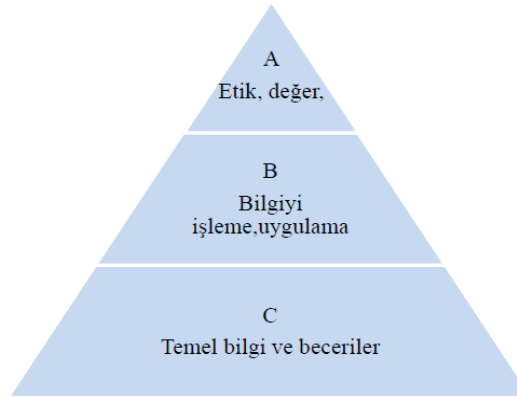 A
Etik, değer,
B
Bilgiyi
işleme,uygulama
C
Temel bilgi ve beceriler